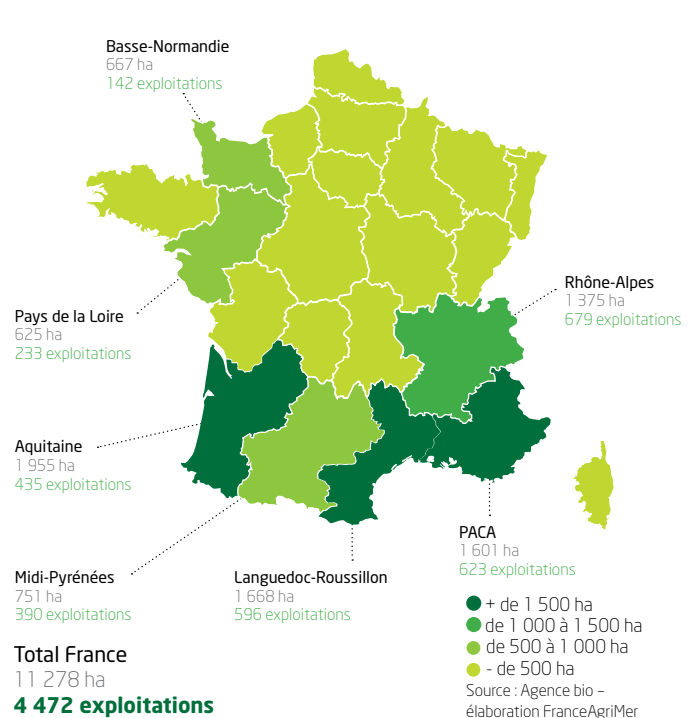 Basse-Normandie
667 ha
142 exploitations
Rhône-Alpes
1 375 ha
679 exploitations
Pays de la Loire
625 ha
233 exploitations
Aquitaine
1 955 ha
435 exploitations
PACA
1 601 ha
623 exploitations
Midi-Pyrénées
751 ha
390 exploitations
Languedoc-Roussillon
1 668 ha
596 exploitations
+ de 1 500 ha
de 1 000 à 1 500 ha
de 500 à 1 000 ha
- de 500 ha
Source : Agence bio –
élaboration FranceAgriMer
Total France
11 278 ha
4 472 exploitations